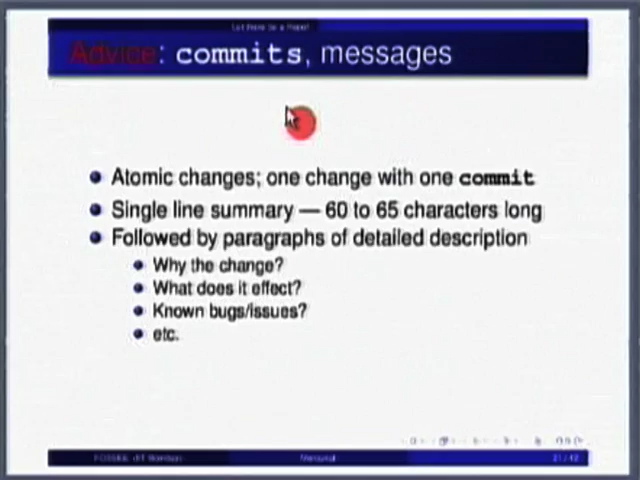 Let there be a Repo!
Advice: commits, messages
Atomic changes; one change with one commit
Single line summary — 60 to 65 characters long
Followed by paragraphs of detailed description
Why the change?
What does it effect?
Known bugs/issues?
etc.
Mercurial
21 / 42